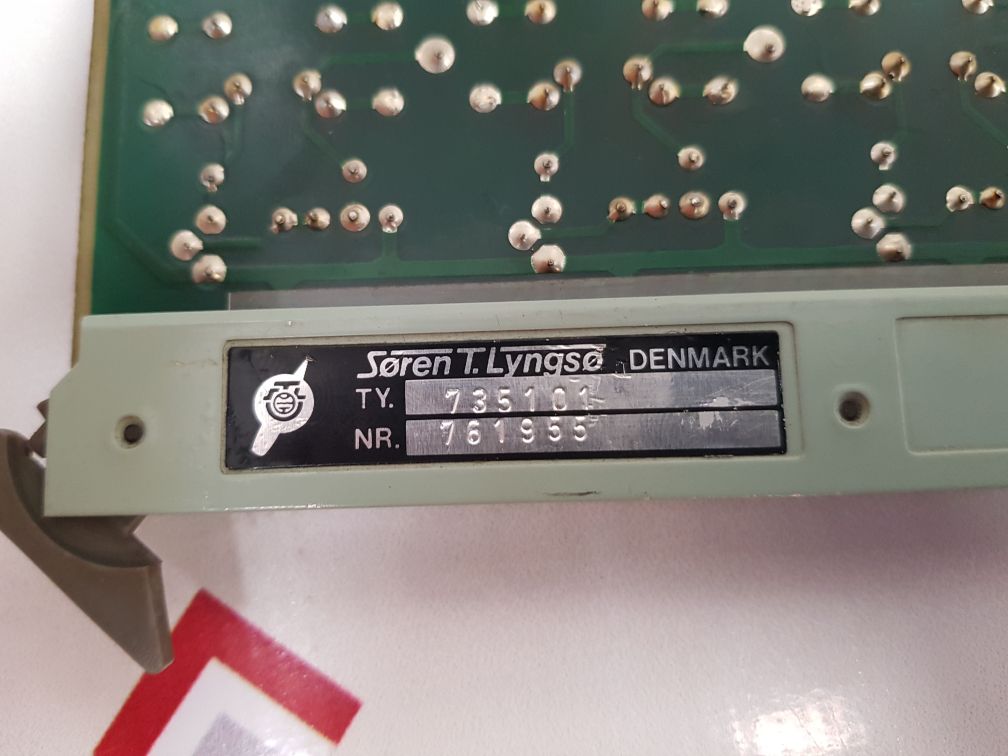 Søren T. Lyngsø DENMARK
TY. 735101
NR. 761955